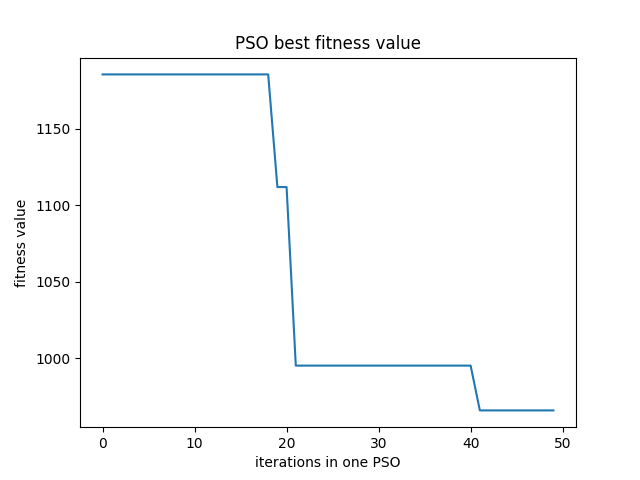 PSO best fitness value
fitness value
1150
1100
1050
1000
0 10 20 30 40 50
iterations in one PSO